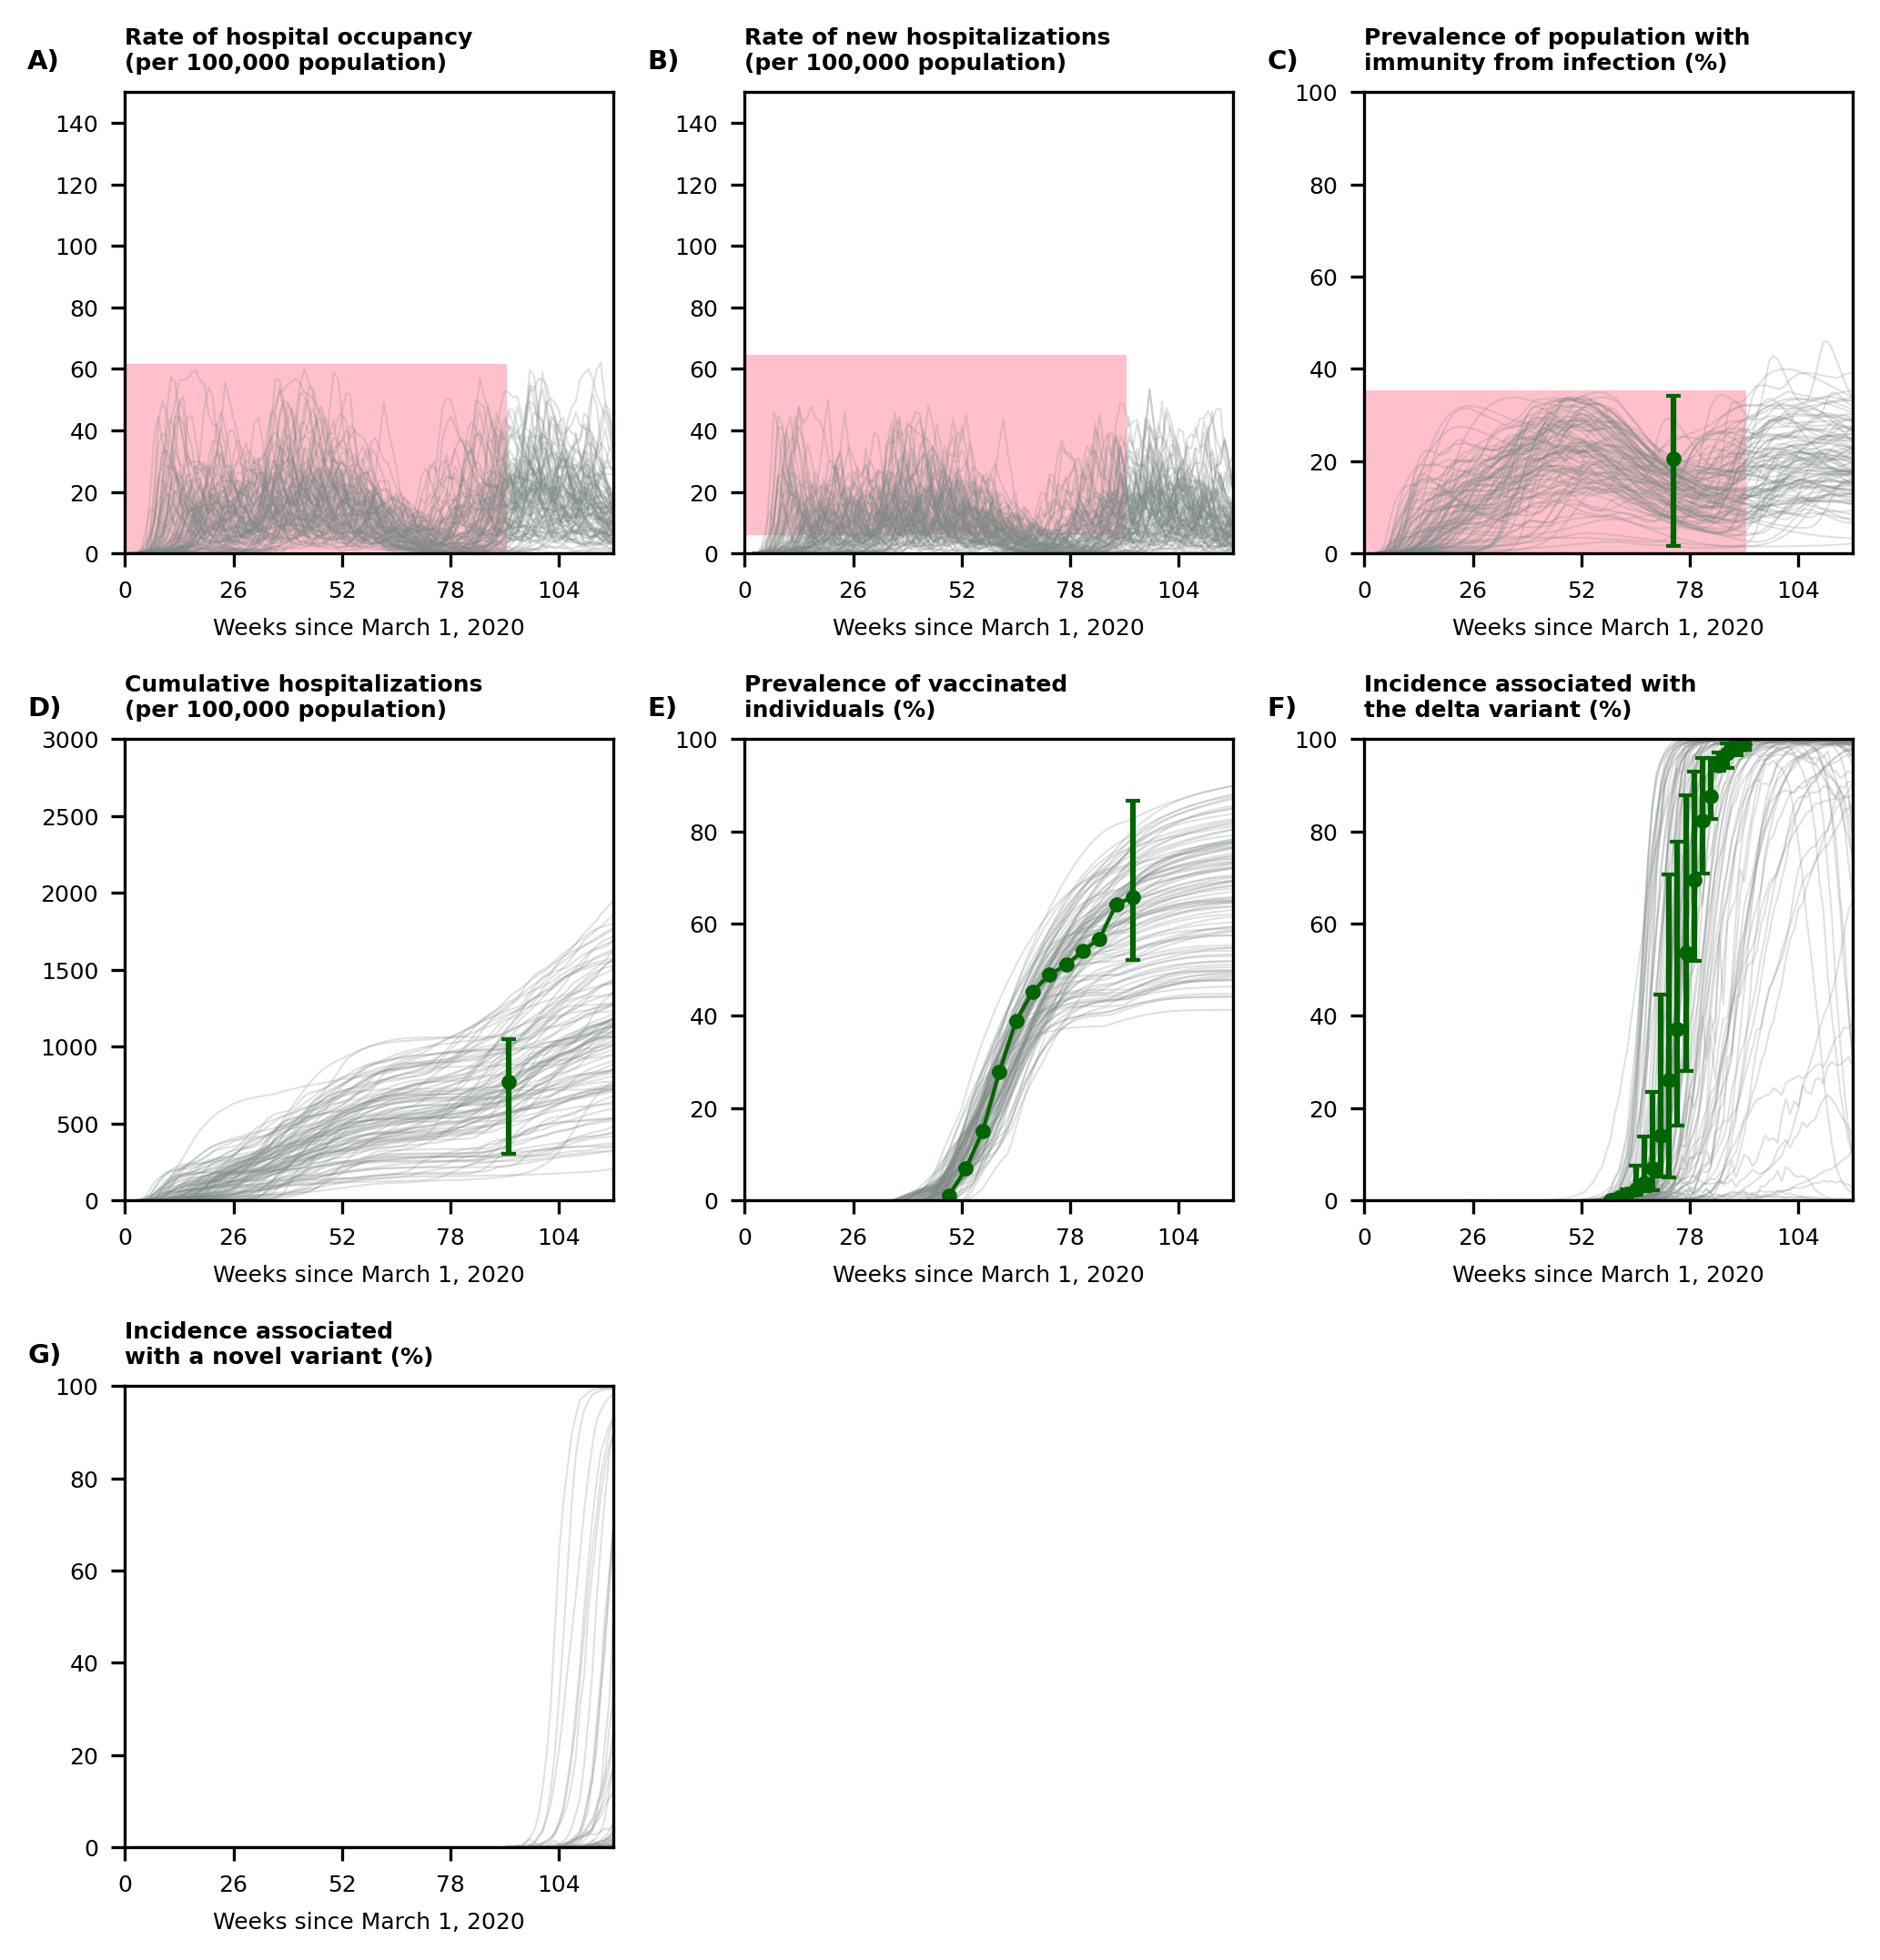 A)
Rate of hospital occupancy
(per 100,000 population)
140
120
100
80
60
40
20
0
0 26 52 78 104
Weeks since March 1, 2020
B)
Rate of new hospitalizations
(per 100,000 population)
140
120
100
80
60
40
20
0
0 26 52 78 104
Weeks since March 1, 2020
C)
Prevalence of population with
immunity from infection (%)
100
80
60
40
20
0
0 26 52 78 104
Weeks since March 1, 2020
D)
Cumulative hospitalizations
(per 100,000 population)
3000
2500
2000
1500
1000
500
0
0 26 52 78 104
Weeks since March 1, 2020
E)
Prevalence of vaccinated
individuals (%)
100
80
60
40
20
0
0 26 52 78 104
Weeks since March 1, 2020
F)
Incidence associated with
the delta variant (%)
100
80
60
40
20
0
0 26 52 78 104
Weeks since March 1, 2020
G)
Incidence associated
with a novel variant (%)
100
80
60
40
20
0
0 26 52 78 104
Weeks since March 1, 2020